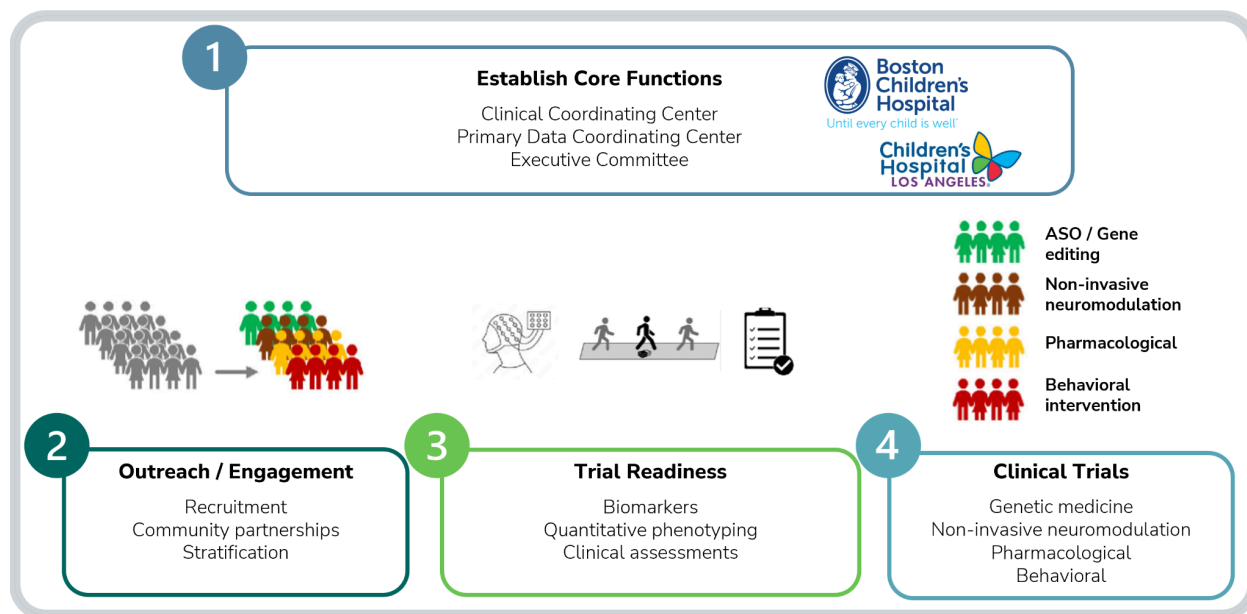 1
Establish Core Functions
Clinical Coordinating Center
Primary Data Coordinating Center
Executive Committee
Boston
Children's
Hospital
Until every child is well
Children's
Hospital
LOS ANGELES
ASO / Gene
editing
Non-invasive
neuromodulation
Pharmacological
Behavioral
intervention
2
Outreach / Engagement
Recruitment
Community partnerships
Stratification
3
Trial Readiness
Biomarkers
Quantitative phenotyping
Clinical assessments
4
Clinical Trials
Genetic medicine
Non-invasive neuromodulation
Pharmacological
Behavioral